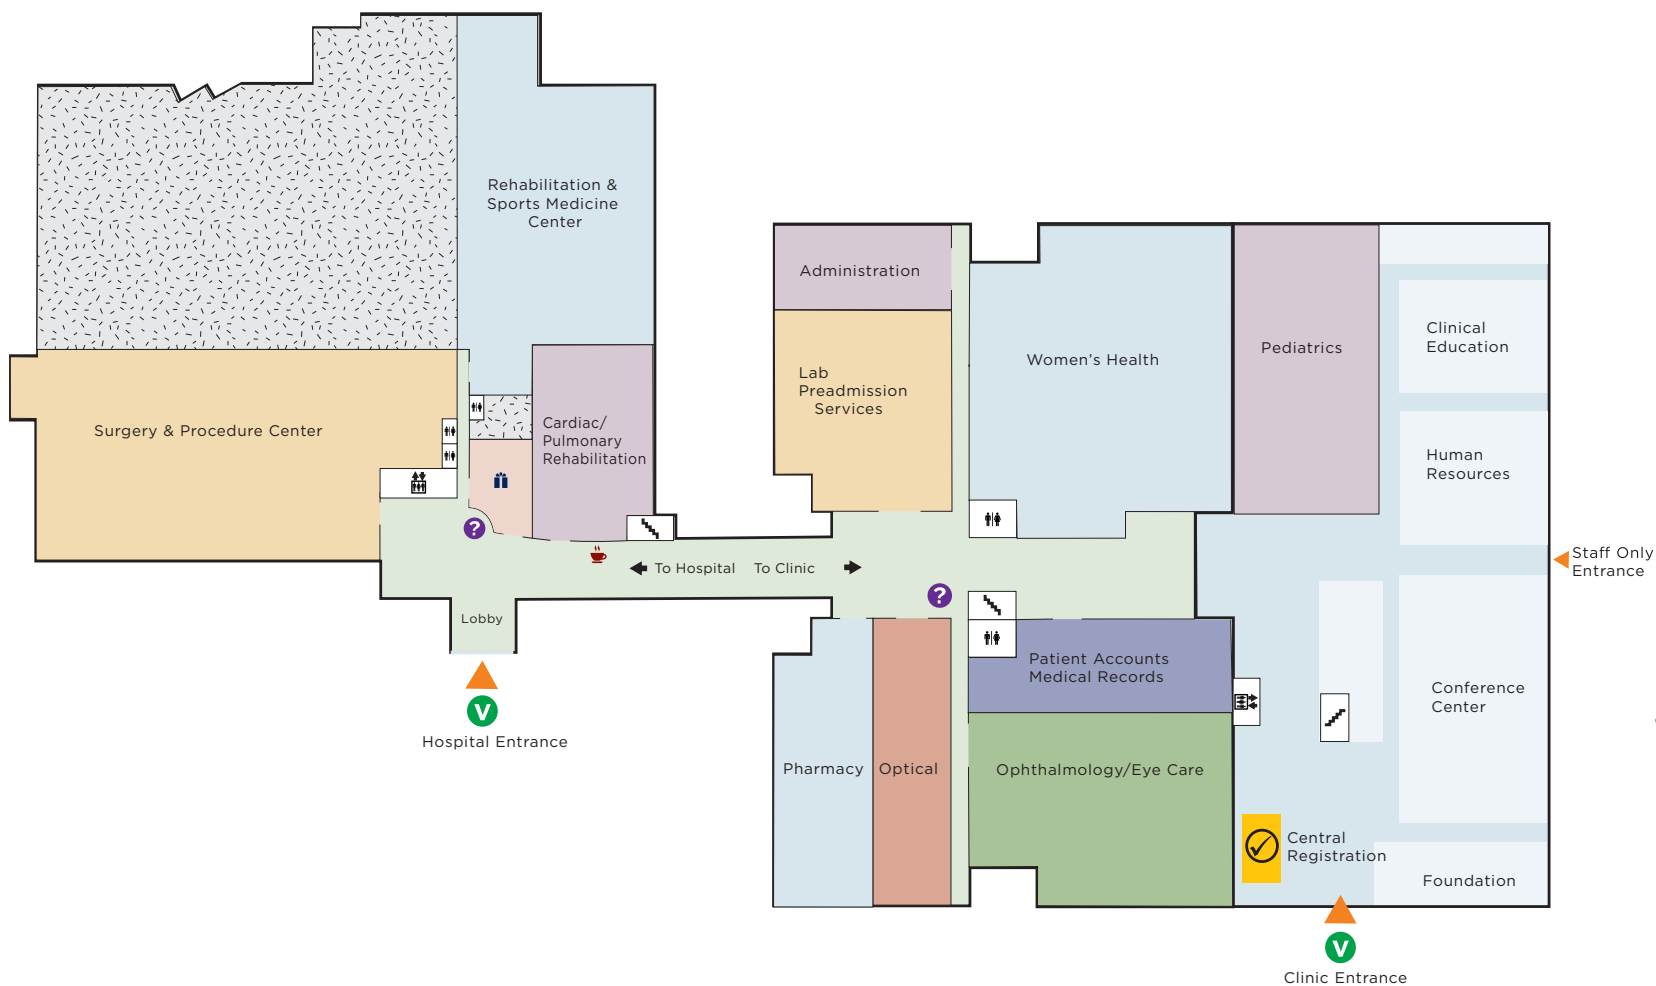 Rehabilitation &
Sports Medicine
Center
Surgery & Procedure Center
Cardiac/
Pulmonary
Rehabilitation
?
To Hospital
To Clinic
Lobby
V
Hospital Entrance
Administration
Lab
Preadmission
Services
Women’s Health
Pediatrics
Clinical
Education
Human
Resources
Staff Only
Entrance
?
Patient Accounts
Medical Records
Conference
Center
Pharmacy
Optical
Ophthalmology/Eye Care
Central
Registration
Foundation
V
Clinic Entrance